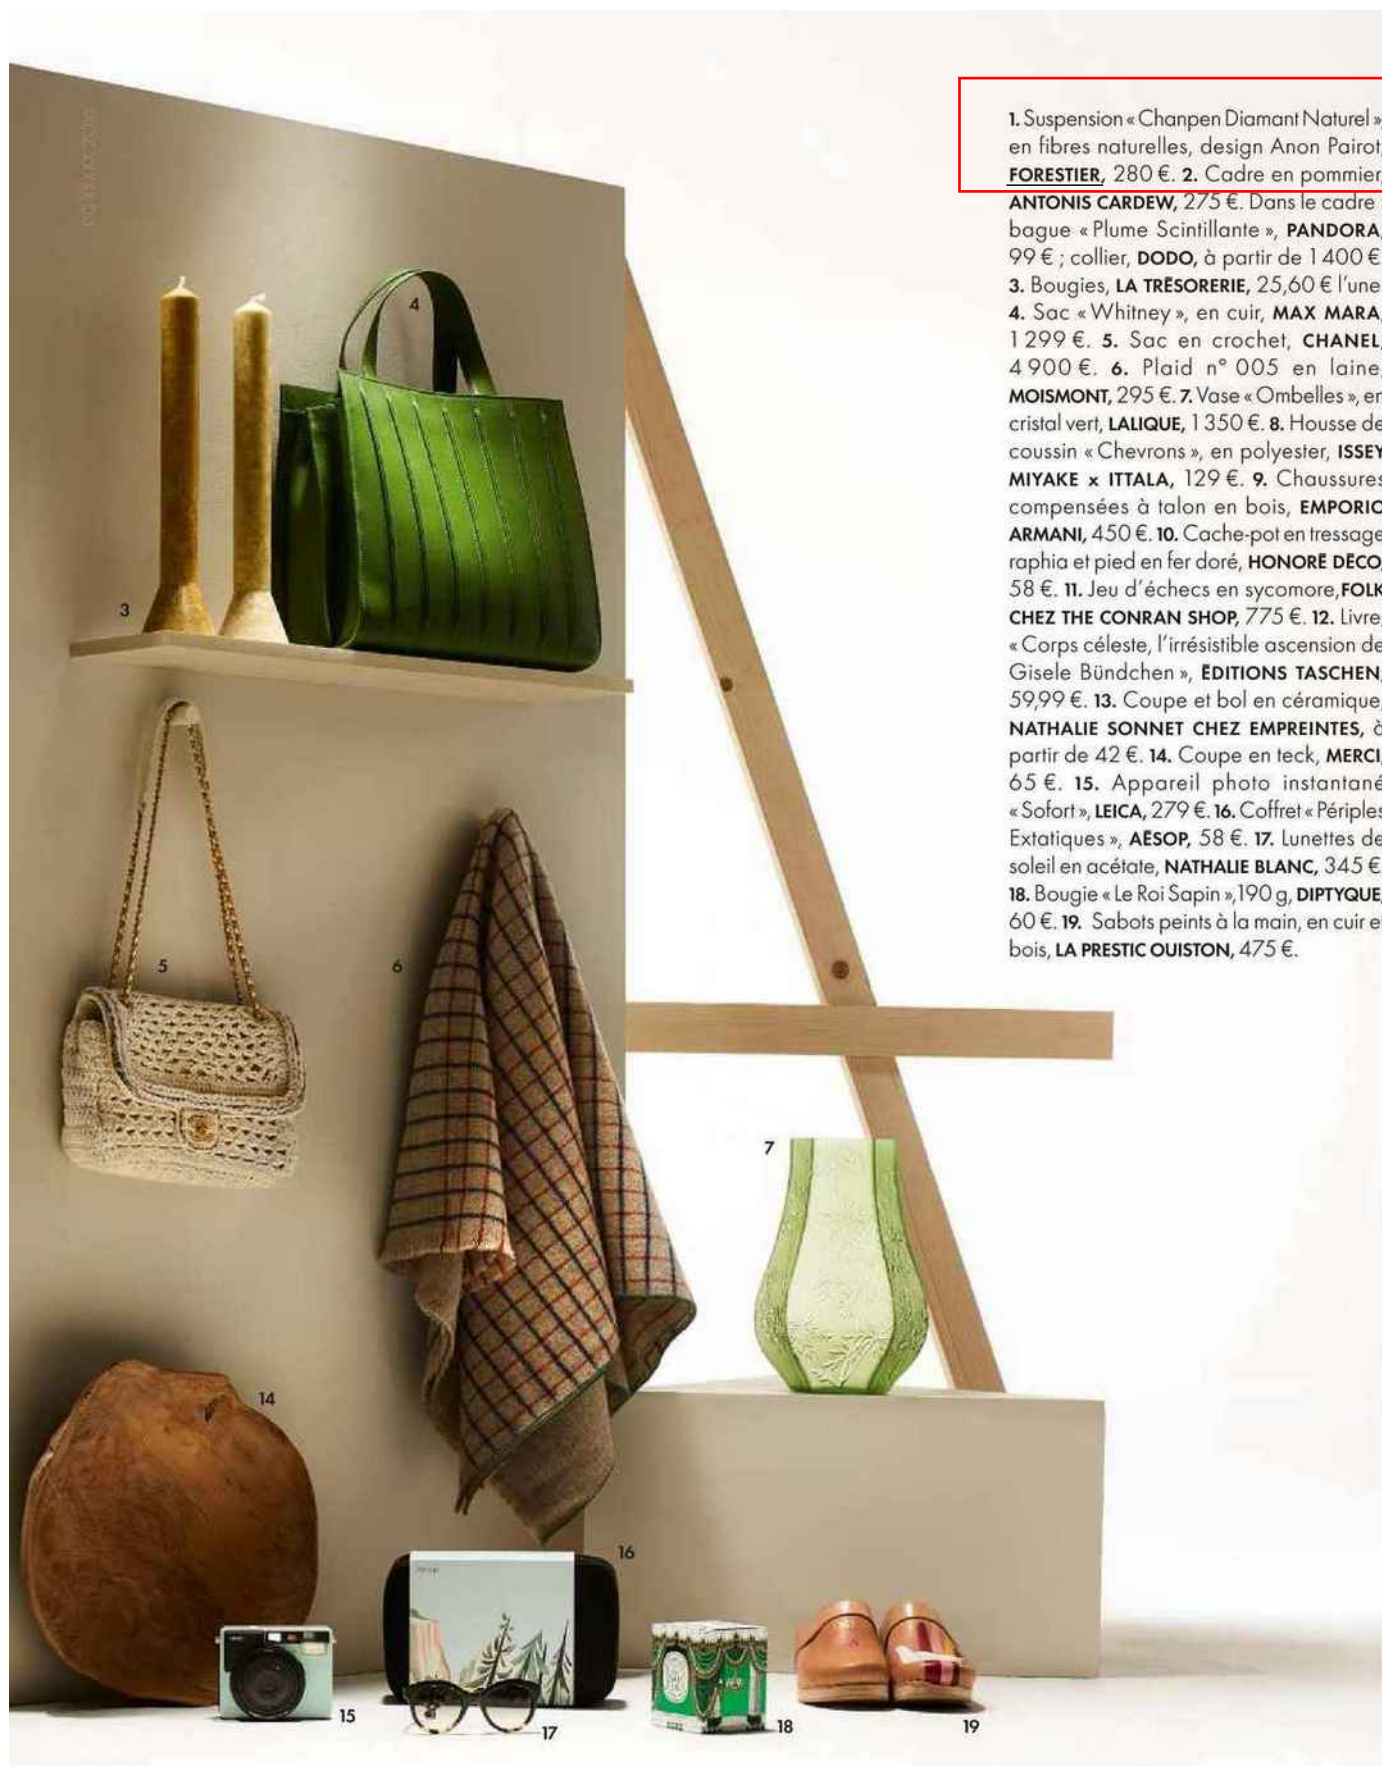 1. Suspension « Chanpen Diamant Naturel »,
en fibres naturelles, design Anon Pairot,
FORESTIER, 280 €. 2. Cadre en pommier,
ANTONIS CARDEW, 275 €. Dans le cadre :
bague « Plume Scintillante », PANDORA,
99 € ; collier, DODO, à partir de 1 400 €
3. Bougies, LA TRĒSORERIE, 25,60 € l'une
4. Sac « Whitney », en cuir, MAX MARA,
1 299 €. 5. Sac en crochet, CHANEL,
4 900 €. 6. Plaid n° 005 en laine,
MOISMONT, 295 €. 7. Vase « Ombelles », en
cristal vert, LALIQUE, 1 350 €. 8. Housse de
coussin « Chevrons », en polyester, ISSEY
MIYAKE x ITTALA, 129 €. 9. Chaussures
compensées à talon en bois, EMPORIO
ARMANI, 450 €. 10. Cache-pot en tressage
raphia et pied en fer doré, HONORĒ DĒCO,
58 €. 11. Jeu d'échecs en sycomore, FOLK
CHEZ THE CONRAN SHOP, 775 €. 12. Livre,
« Corps céleste, l'irrésistible ascension de
Gisele Bündchen », ĒDITIONS TASCHEN,
59,99 €. 13. Coupe et bol en céramique,
NATHALIE SONNET CHEZ EMPREINTES, à
partir de 42 €. 14. Coupe en teck, MERCI,
65 €. 15. Appareil photo instantané
« Sofort », LEICA, 279 €. 16. Coffret « Périples
Extatiques », AĒSOP, 58 €. 17. Lunettes de
soleil en acétate, NATHALIE BLANC, 345 €
18. Bougie « Le Roi Sapin », 190 g, DIPTYQUE,
60 €. 19. Sabots peints à la main, en cuir et
bois, LA PRESTIC OUISTON, 475 €.
4
3
5
6
7
14
16
15
17
18
19